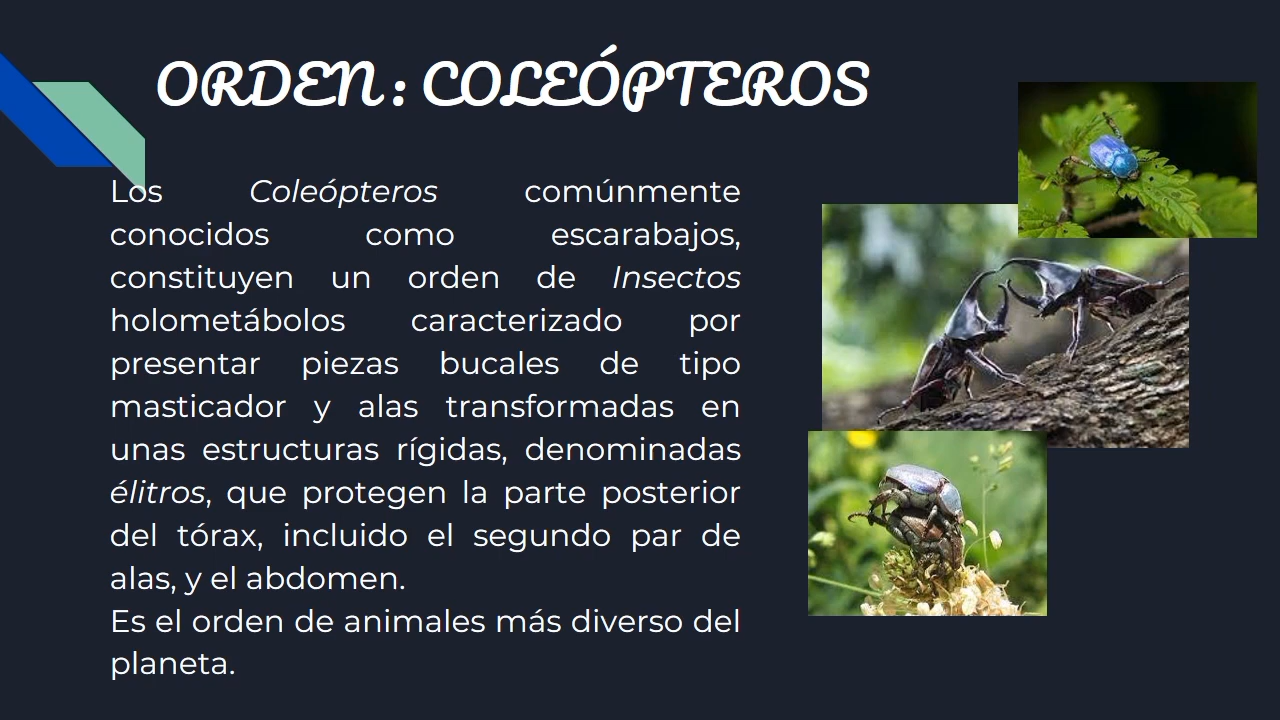 ORDEN : COLEÓPTEROS
Los Coleópteros comúnmente
conocidos como escarabajos,
constituyen un orden de Insectos
holometábolos caracterizado por
presentar piezas bucales de tipo
masticador y alas transformadas en
unas estructuras rígidas, denominadas
élitros, que protegen la parte posterior
del tórax, incluido el segundo par de
alas, y el abdomen.
Es el orden de animales más diverso del
planeta.